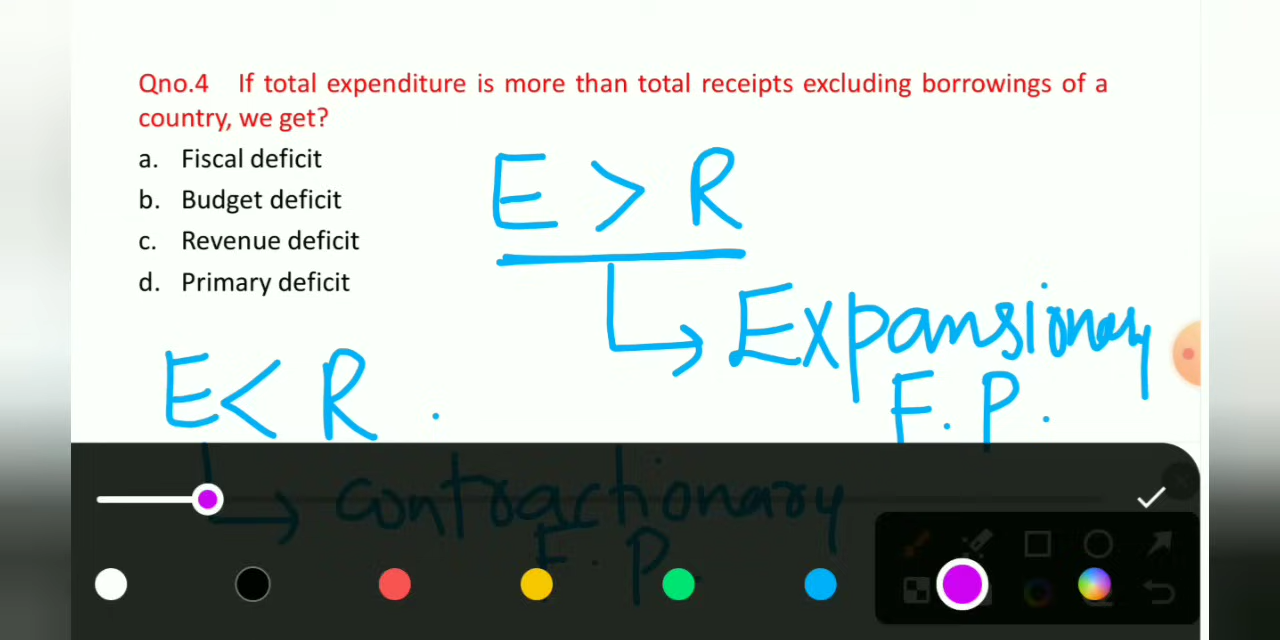 Qno.4 If total expenditure is more than total receipts excluding borrowings of a
country, we get?
a. Fiscal deficit
b. Budget deficit
c. Revenue deficit
d. Primary deficit
E > R
Expansionary
F. P.
E < R .
contractionary
F. P.